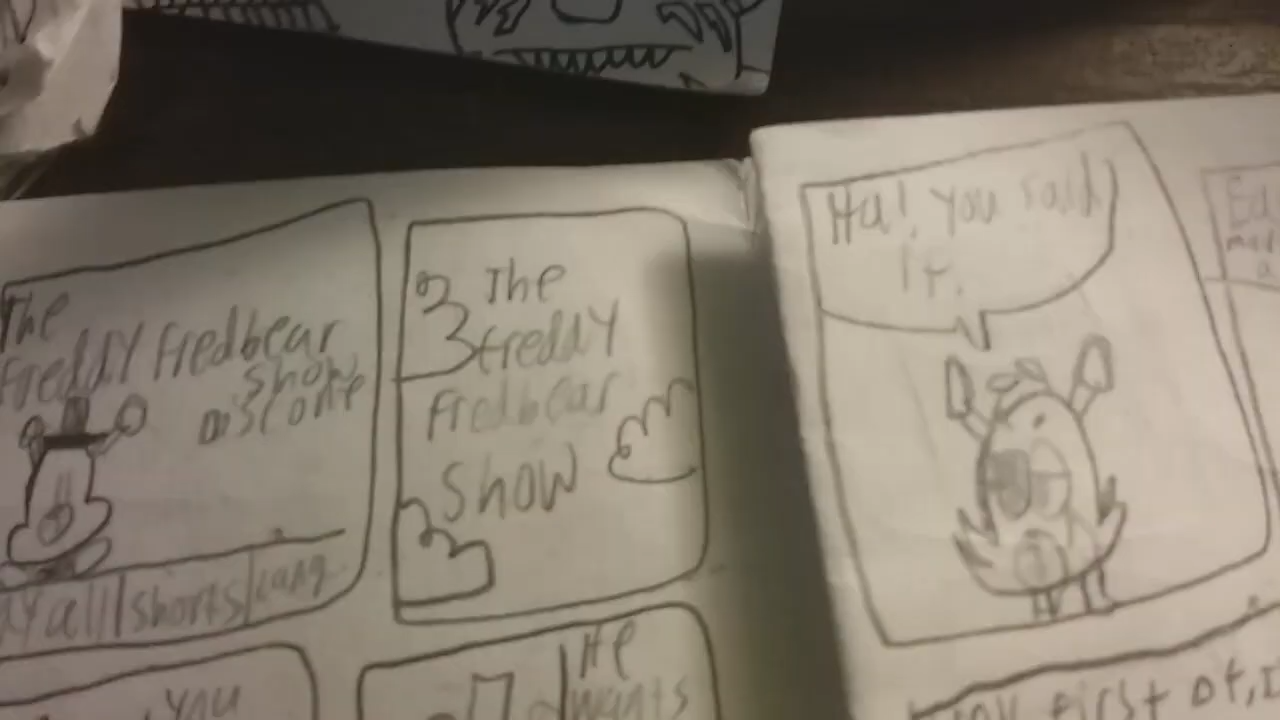 The
Freddy Fredbear
Show
The
freddy
Fredbear
Show
Ha! You said
It.
all shorts
You
He
wants
first of, I